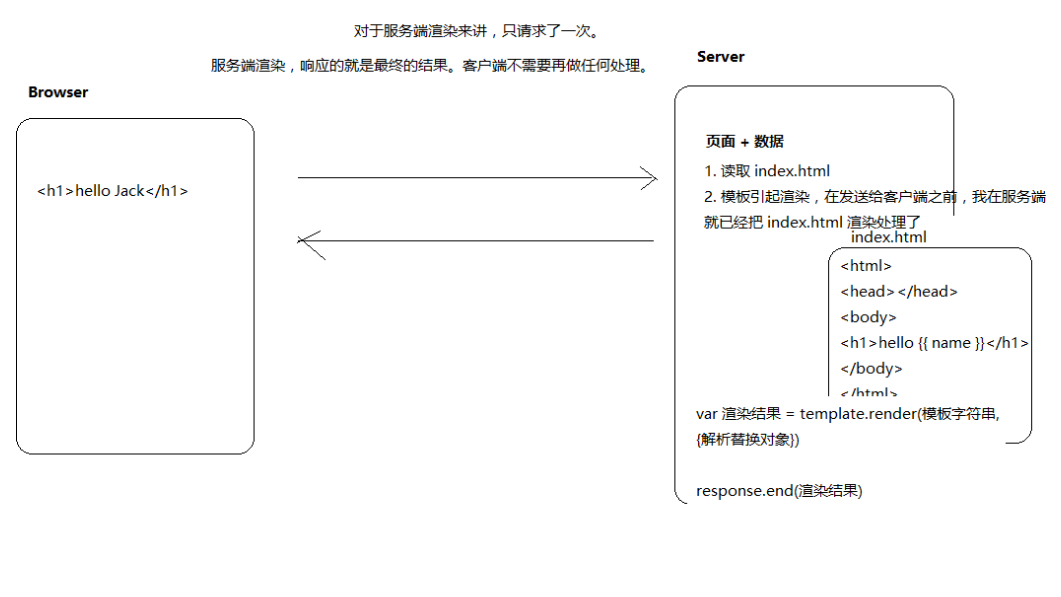 对于服务端渲染来讲，只请求了一次。
服务端渲染，响应的就是最终的结果。客户端不需要再做任何处理。
Server
Browser
页面 + 数据
1. 读取 index.html
2. 模板引起渲染，在发送给客户端之前，我在服务端
就已经把 index.html 渲染处理了
<h1>hello Jack</h1>
index.html
<html>
<head></head>
<body>
<h1>hello {{ name }}</h1>
</body>
</html>
var 渲染结果 = template.render(模板字符串,
{解析替换对象})
response.end(渲染结果)